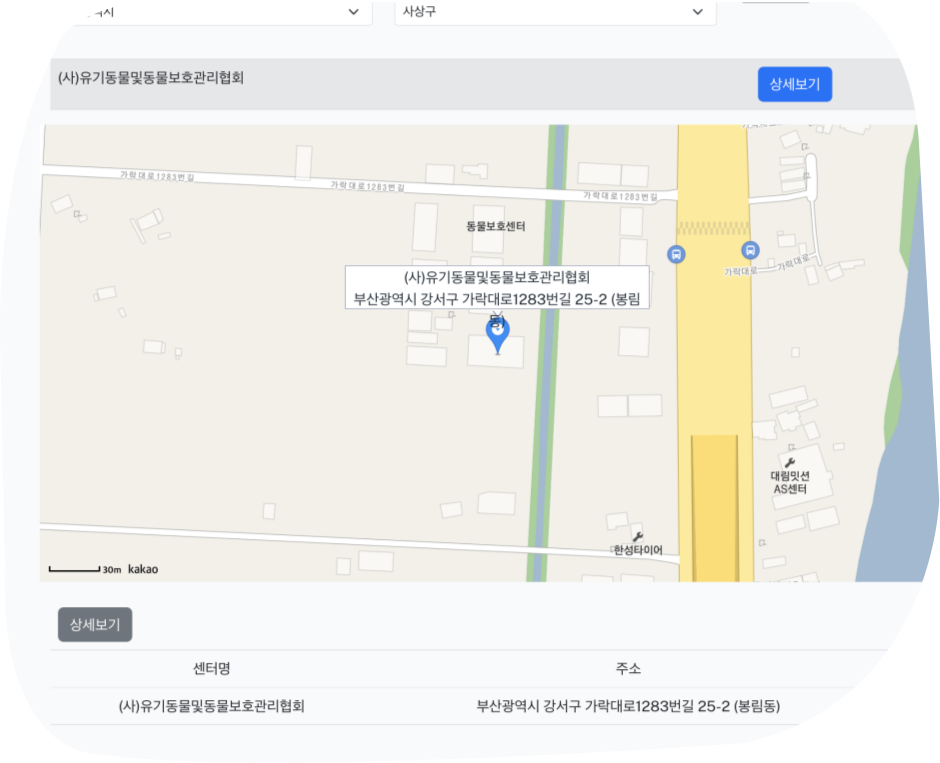 사상구
(사)유기동물및동물보호관리협회
상세보기
가락대로1283번길
가락대로1283번길
가락대로1283번길
동물보호센터
가락대로
가락대로
(사)유기동물및동물보호관리협회
부산광역시 강서구 가락대로1283번길 25-2 (봉림
동)
대림밋션
AS센터
한성타이어
30m kakao
상세보기
센터명 주소
(사)유기동물및동물보호관리협회 부산광역시 강서구 가락대로1283번길 25-2 (봉림동)